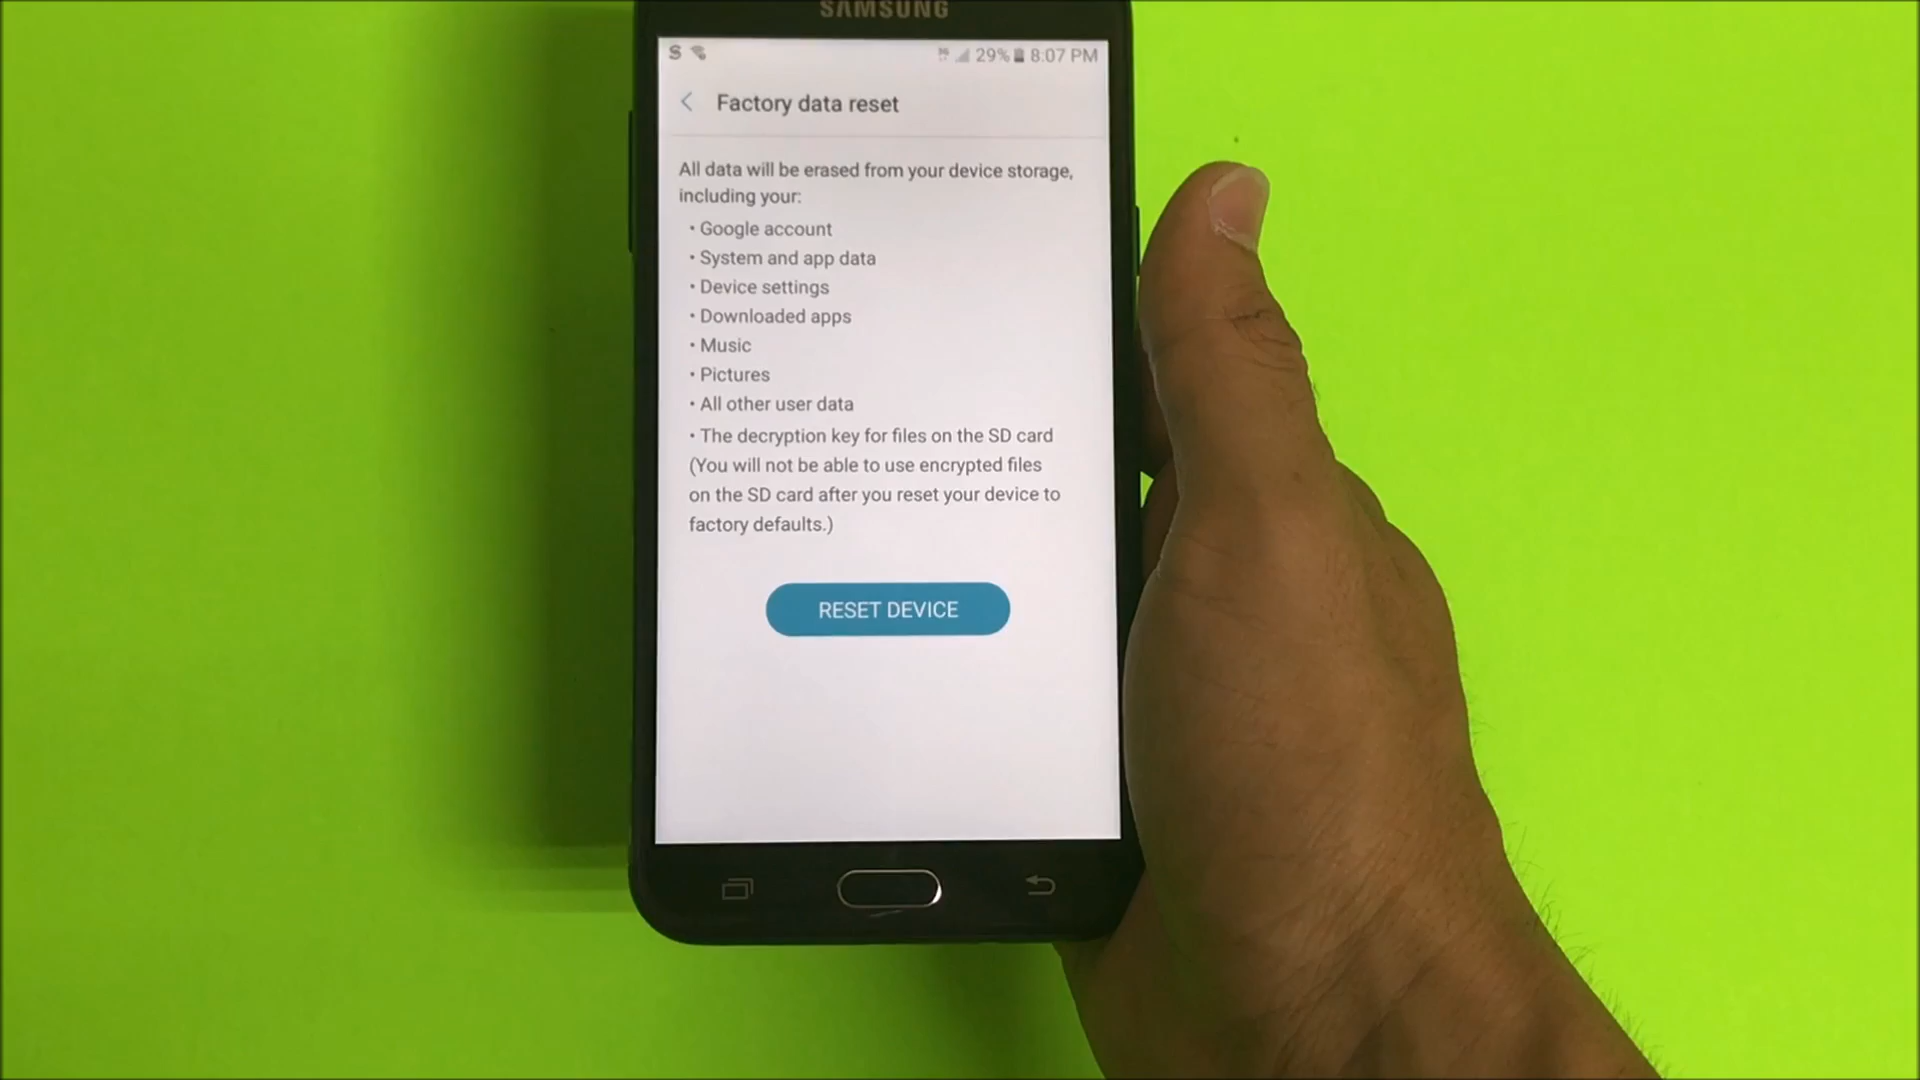 SAMSUNG
S 29% 8:07 PM
Factory data reset
All data will be erased from your device storage,
including your:
• Google account
• System and app data
• Device settings
• Downloaded apps
• Music
• Pictures
• All other user data
• The decryption key for files on the SD card
(You will not be able to use encrypted files
on the SD card after you reset your device to
factory defaults.)
RESET DEVICE